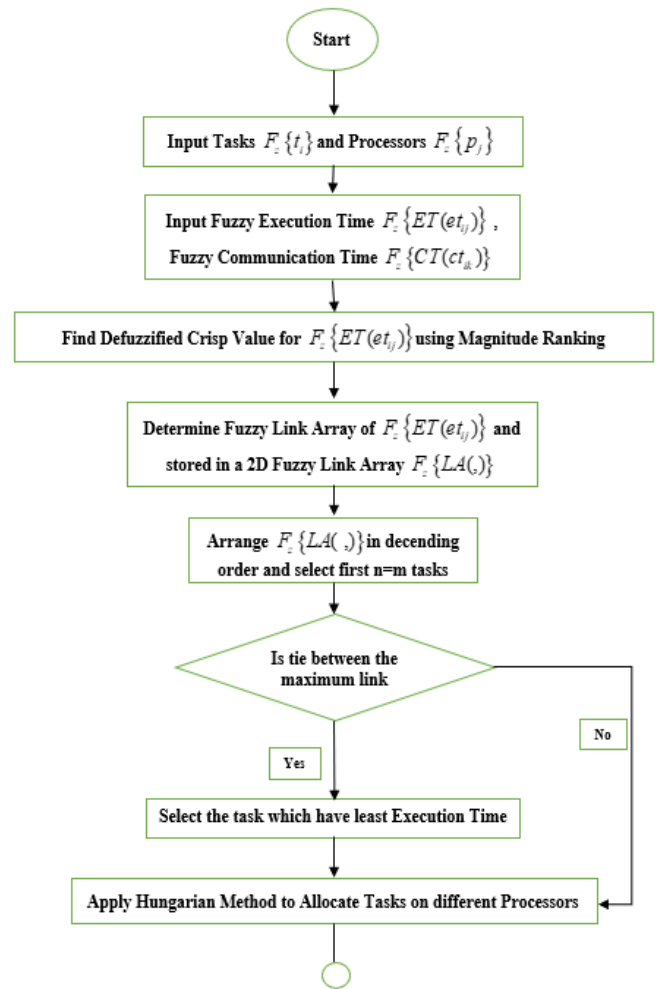 Start
Input Tasks F_z{t_i} and Processors F_z{p_j}
Input Fuzzy Execution Time F_z{ET(et_ij)} ,
Fuzzy Communication Time F_z{CT(ct_ik)}
Find Defuzzified Crisp Value for F_z{ET(et_ij)} using Magnitude Ranking
Determine Fuzzy Link Array of F_z{ET(et_ij)} and
stored in a 2D Fuzzy Link Array F_z{LA(,)}
Arrange F_z{LA( ,)} in decending
order and select first n=m tasks
Is tie between the
maximum link
No
Yes
Select the task which have least Execution Time
Apply Hungarian Method to Allocate Tasks on different Processors